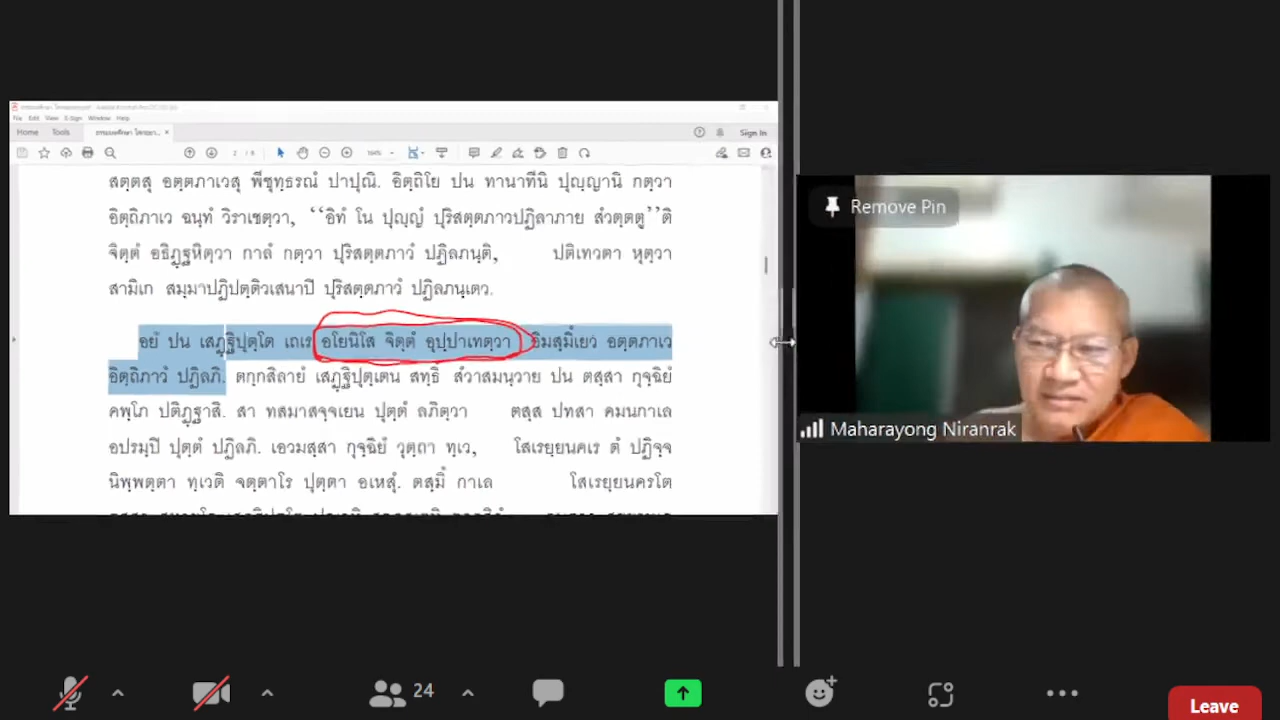 File Edit View E-Sign Window Help
Home Tools Sign In
สตฺตสุ อตฺตภาเวสุ พีชุทฺธรณํ ปาปุณิ. อิตฺถิโย ปน ทานาทีนิ ปุญฺญานิ กตฺวา
อิตฺถิภาเว ฉนฺทํ วิราเชตฺวา, ‘‘อิทํ โน ปุญฺญํ ปุริสตฺตภาวปฏิลาภาย สํวตฺตตู’’ติ
จิตฺตํ อธิฏฺฐหิตฺวา กาลํ กตฺวา ปุริสตฺตภาวํ ปฏิลภนฺติ, ปติเทวตา หุตฺวา
สามิเก สมฺมาปฏิปตฺติวเสนาปิ ปุริสตฺตภาวํ ปฏิลภนฺเตว.
อยํ ปน เสฏฺฐิปุตฺโต เถเร อโยนิโส จิตฺตํ อุปฺปาเทตฺวา อิมสฺมิํเยว อตฺตภาเว
อิตฺถิภาวํ ปฏิลภิ. ตกฺกสิลายํ เสฏฺฐิปุตฺเตน สทฺธิํ สํวาสมนฺวาย ปน ตสฺสา กุจฺฉิยํ
คพฺโภ ปติฏฺฐาสิ. สา ทสมาสจฺจเยน ปุตฺตํ ลภิตฺวา ตสฺส ปทสา คมนกาเล
อปรมฺปิ ปุตฺตํ ปฏิลภิ. เอวมสฺสา กุจฺฉิยํ วุตฺถา ทฺเว, โสเรยฺยนคเร ตํ ปฏิจฺจ
นิพฺพตฺตา ทฺเวติ จตฺตาโร ปุตฺตา อเหสุํ. ตสฺมิํ กาเล โสเรยฺยนครโต
Remove Pin
Maharayong Niranrak
24
Leave